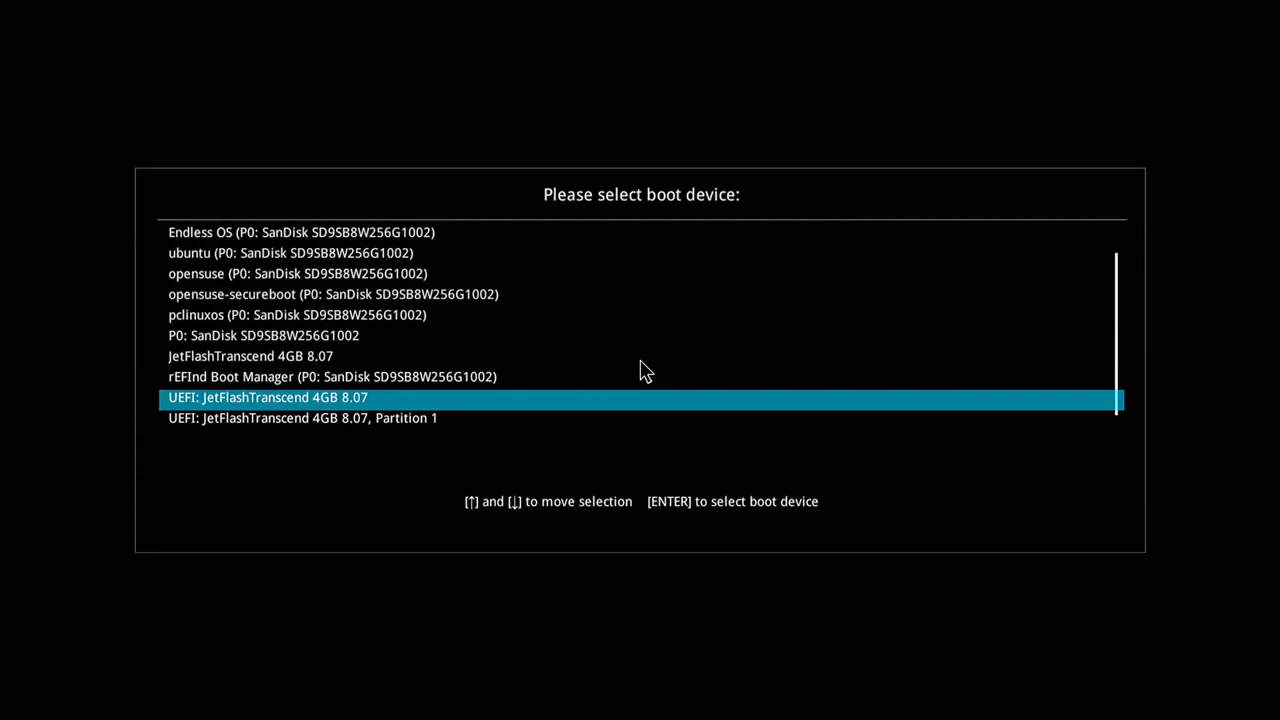 Please select boot device:
Endless OS (P0: SanDisk SD9SB8W256G1002)
ubuntu (P0: SanDisk SD9SB8W256G1002)
opensuse (P0: SanDisk SD9SB8W256G1002)
opensuse-secureboot (P0: SanDisk SD9SB8W256G1002)
pclinuxos (P0: SanDisk SD9SB8W256G1002)
P0: SanDisk SD9SB8W256G1002
JetFlashTranscend 4GB 8.07
rEFInd Boot Manager (P0: SanDisk SD9SB8W256G1002)
UEFI: JetFlashTranscend 4GB 8.07
UEFI: JetFlashTranscend 4GB 8.07, Partition 1
[↑] and [↓] to move selection [ENTER] to select boot device